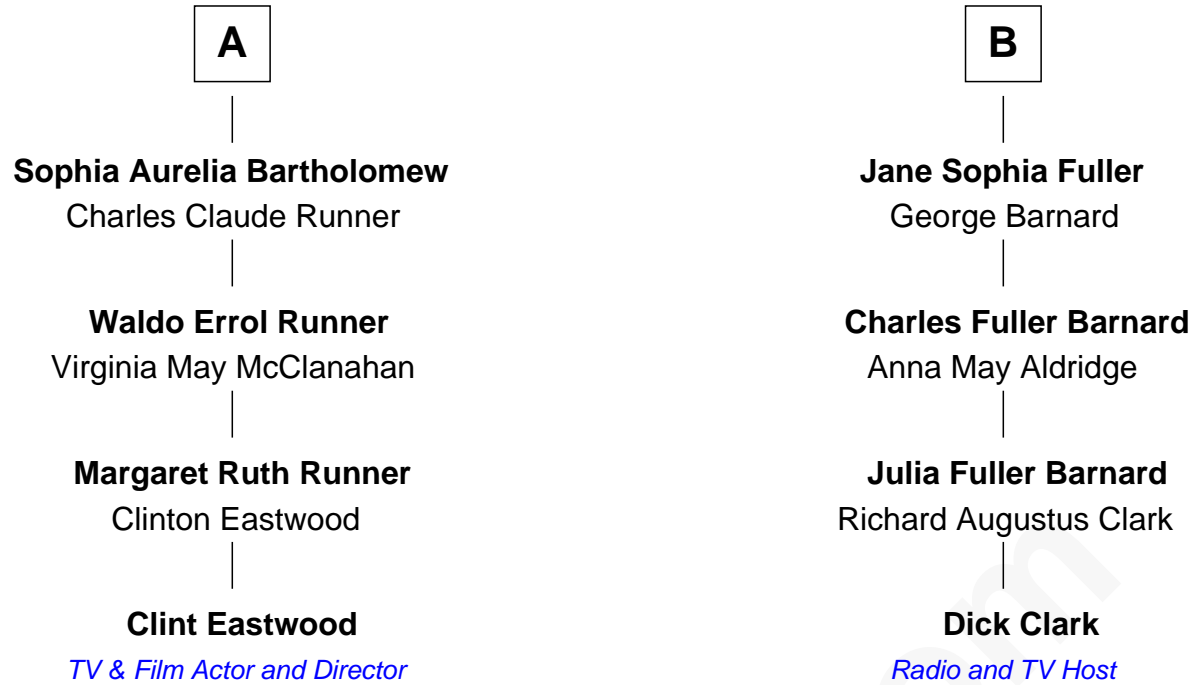 A
Sophia Aurelia Bartholomew
Charles Claude Runner
Waldo Errol Runner
Virginia May McClanahan
Margaret Ruth Runner
Clinton Eastwood
Clint Eastwood
TV & Film Actor and Director
B
Jane Sophia Fuller
George Barnard
Charles Fuller Barnard
Anna May Aldridge
Julia Fuller Barnard
Richard Augustus Clark
Dick Clark
Radio and TV Host